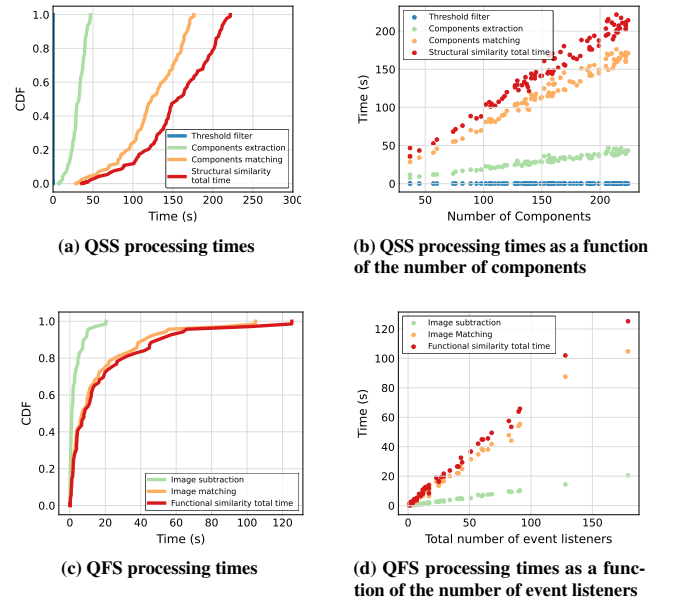 1.0
0.8
0.6
0.4
0.2
0.0
CDF
Threshold filter
Components extraction
Components matching
Structural similarity
total time
0 50 100 150 200 250 300
Time (s)
(a) QSS processing times
200
150
100
50
0
Time (s)
Threshold filter
Components extraction
Components matching
Structural similarity total time
50 100 150 200
Number of Components
(b) QSS processing times as a function
of the number of components
1.0
0.8
0.6
0.4
0.2
0.0
CDF
Image subtraction
Image matching
Functional similarity total time
0 20 40 60 80 100 120
Time (s)
(c) QFS processing times
120
100
80
60
40
20
0
Time (s)
Image subtraction
Image Matching
Functional similarity total time
0 50 100 150
Total number of event listeners
(d) QFS processing times as a func-
tion of the number of event listeners